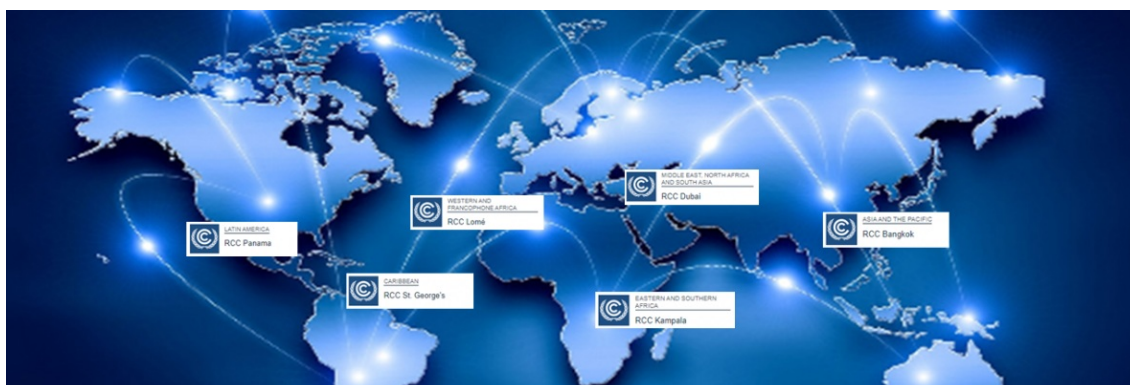 LATIN AMERICA
RCC Panama
CARIBBEAN
RCC St. George's
WESTERN AND
FRANCOPHONE AFRICA
RCC Lomé
EASTERN AND SOUTHERN
AFRICA
RCC Kampala
MIDDLE EAST, NORTH AFRICA
AND SOUTH ASIA
RCC Dubai
ASIA AND THE PACIFIC
RCC Bangkok